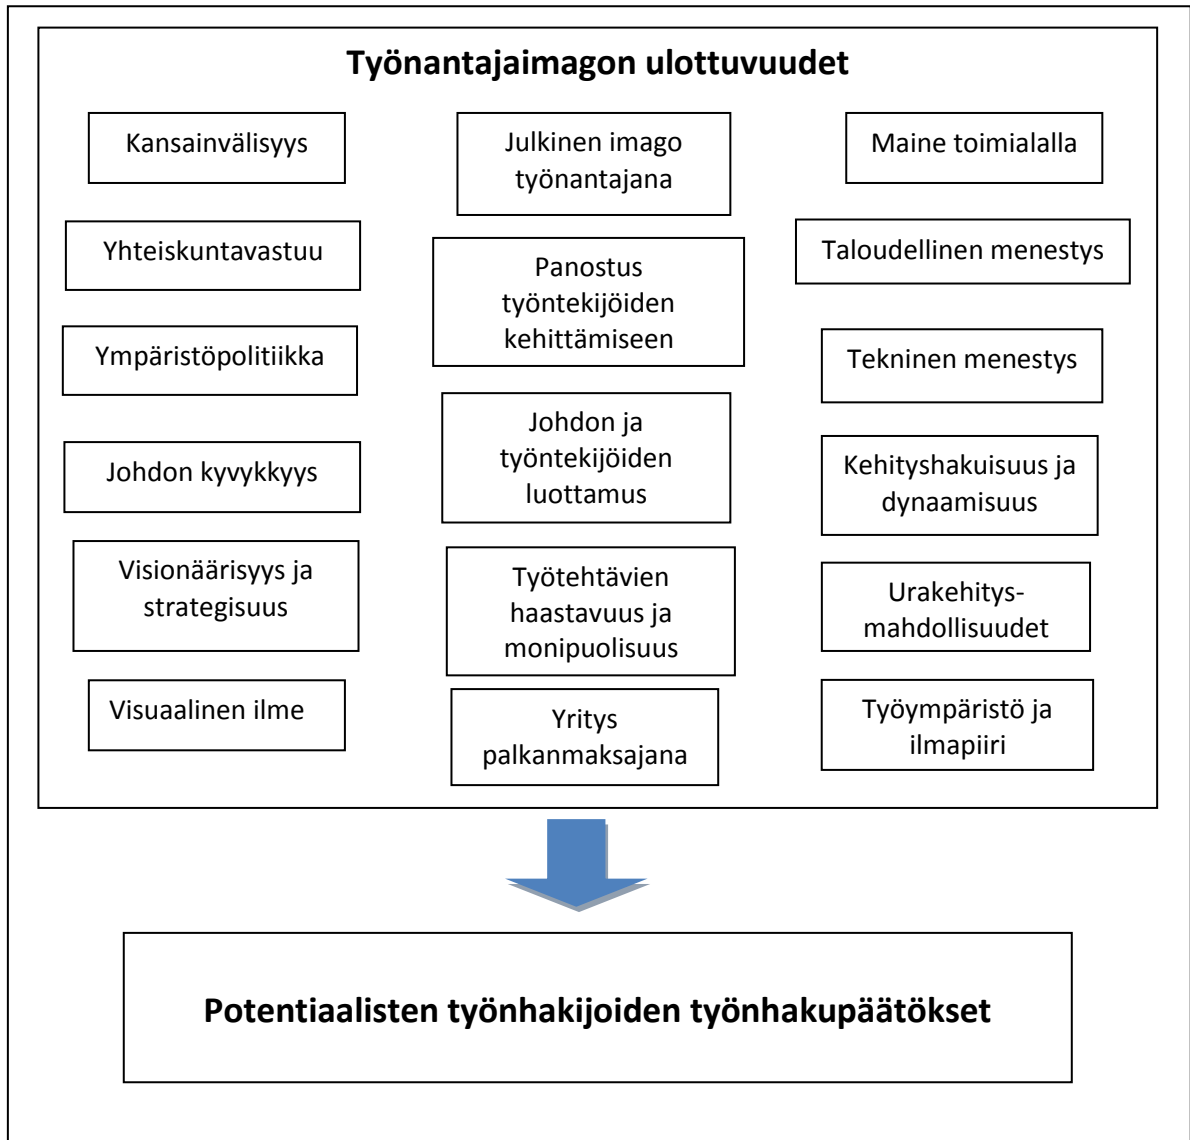 Työnantajaimagon ulottuvuudet
Kansainvälisyys
Julkinen imago
työnantajana
Maine toimialalla
Yhteiskuntavastuu
Panostus
työntekijöiden
kehittämiseen
Taloudellinen menestys
Ympäristöpolitiikka
Tekninen menestys
Johdon kyvykkyys
Johdon ja
työntekijöiden
luottamus
Kehityshakuisuus ja
dynaamisuus
Visionäärisyys ja
strategisuus
Työtehtävien
haastavuus ja
monipuolisuus
Urakehitys-
mahdollisuudet
Visuaalinen ilme
Yritys
palkanmaksajana
Työympäristö ja
ilmapiiri
Potentiaalisten työnhakijoiden työnhakupäätökset